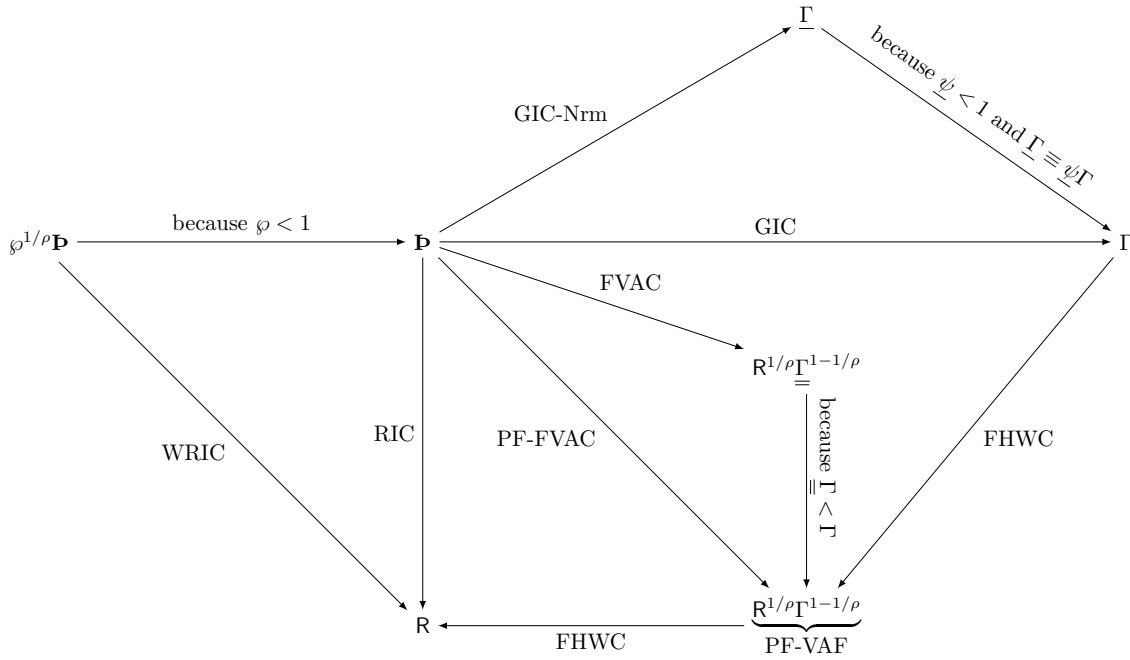 Γ̲
because ψ̲ < 1 and Γ̲ ≡ ψ̲Γ
GIC-Nrm
℘^{1/ρ}Þ
because ℘ < 1
Þ
GIC
Γ
FVAC
R^{1/ρ}Γ̳^{1−1/ρ}
WRIC
RIC
PF-FVAC
because Γ̳ < Γ
FHWC
R
FHWC
R^{1/ρ}Γ^{1−1/ρ}
PF-VAF